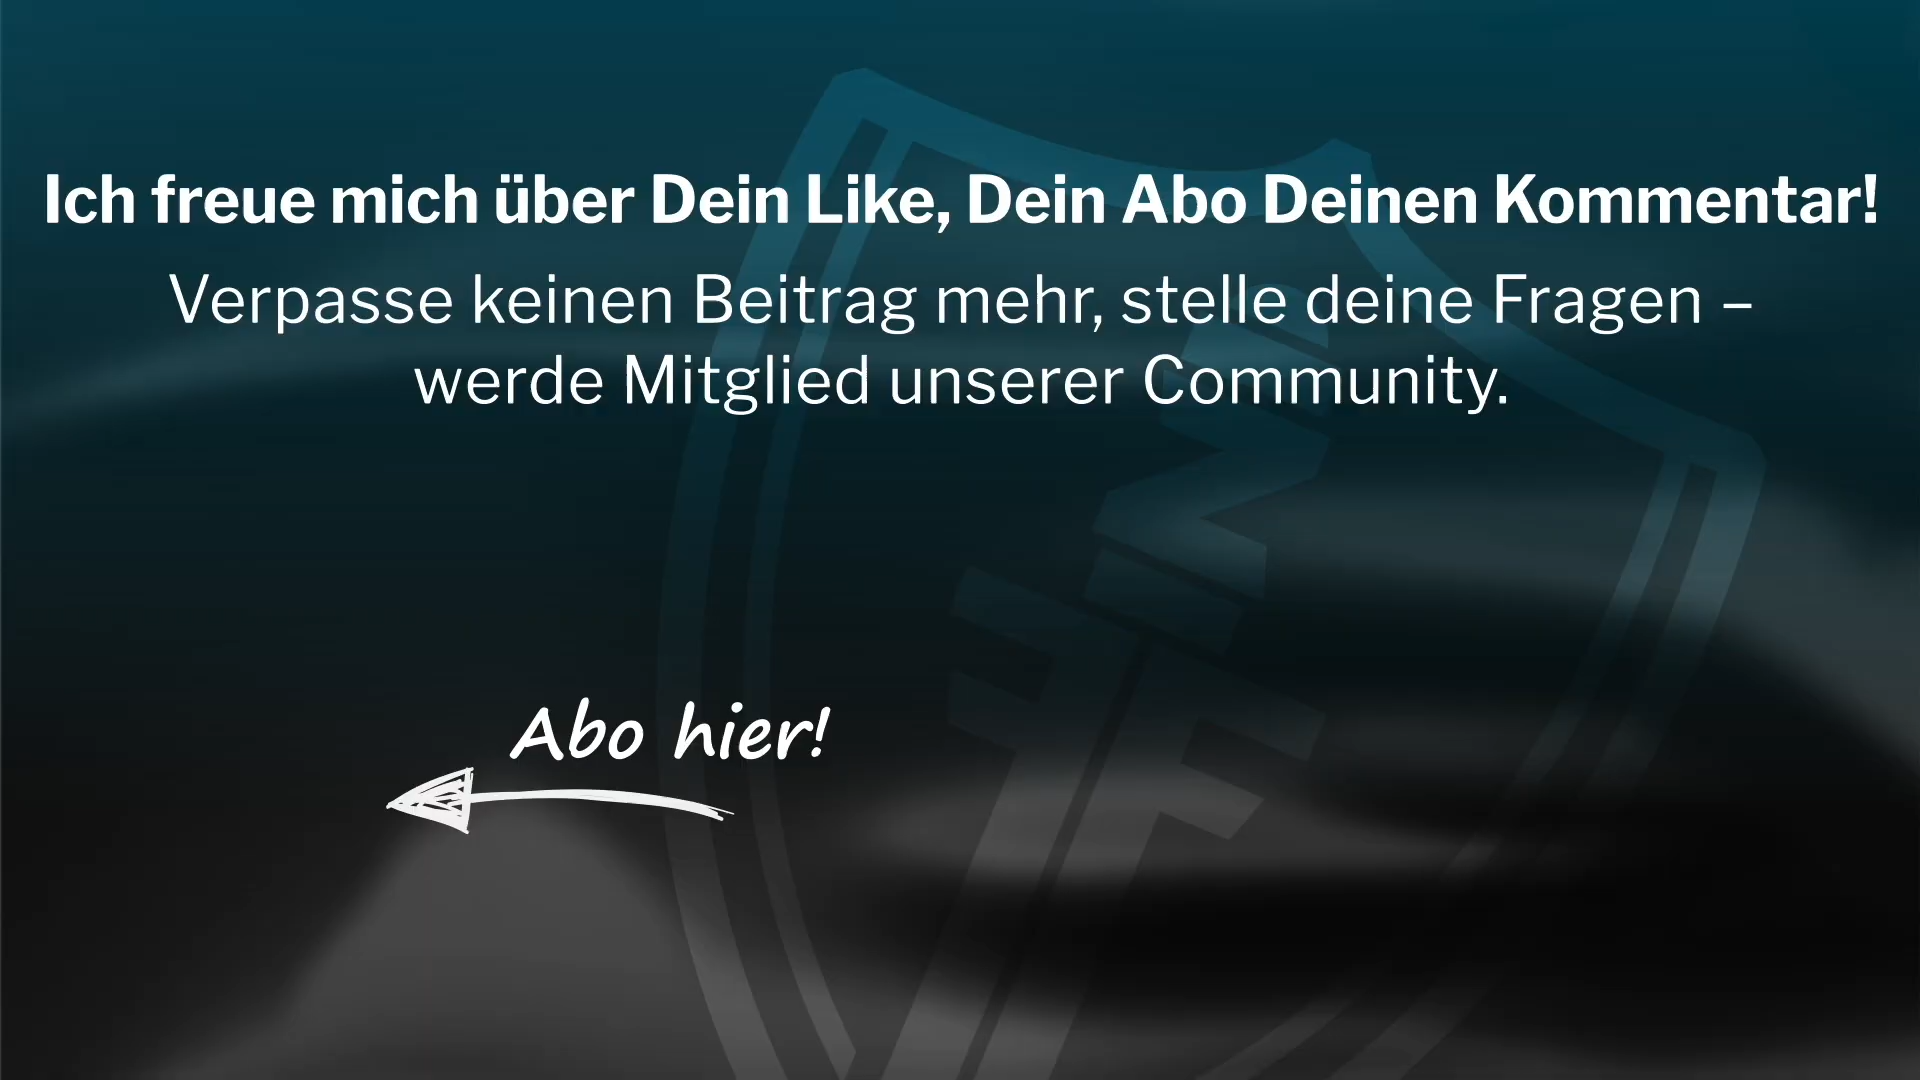 Ich freue mich über Dein Like, Dein Abo Deinen Kommentar!
Verpasse keinen Beitrag mehr, stelle deine Fragen –
werde Mitglied unserer Community.
Abo hier!